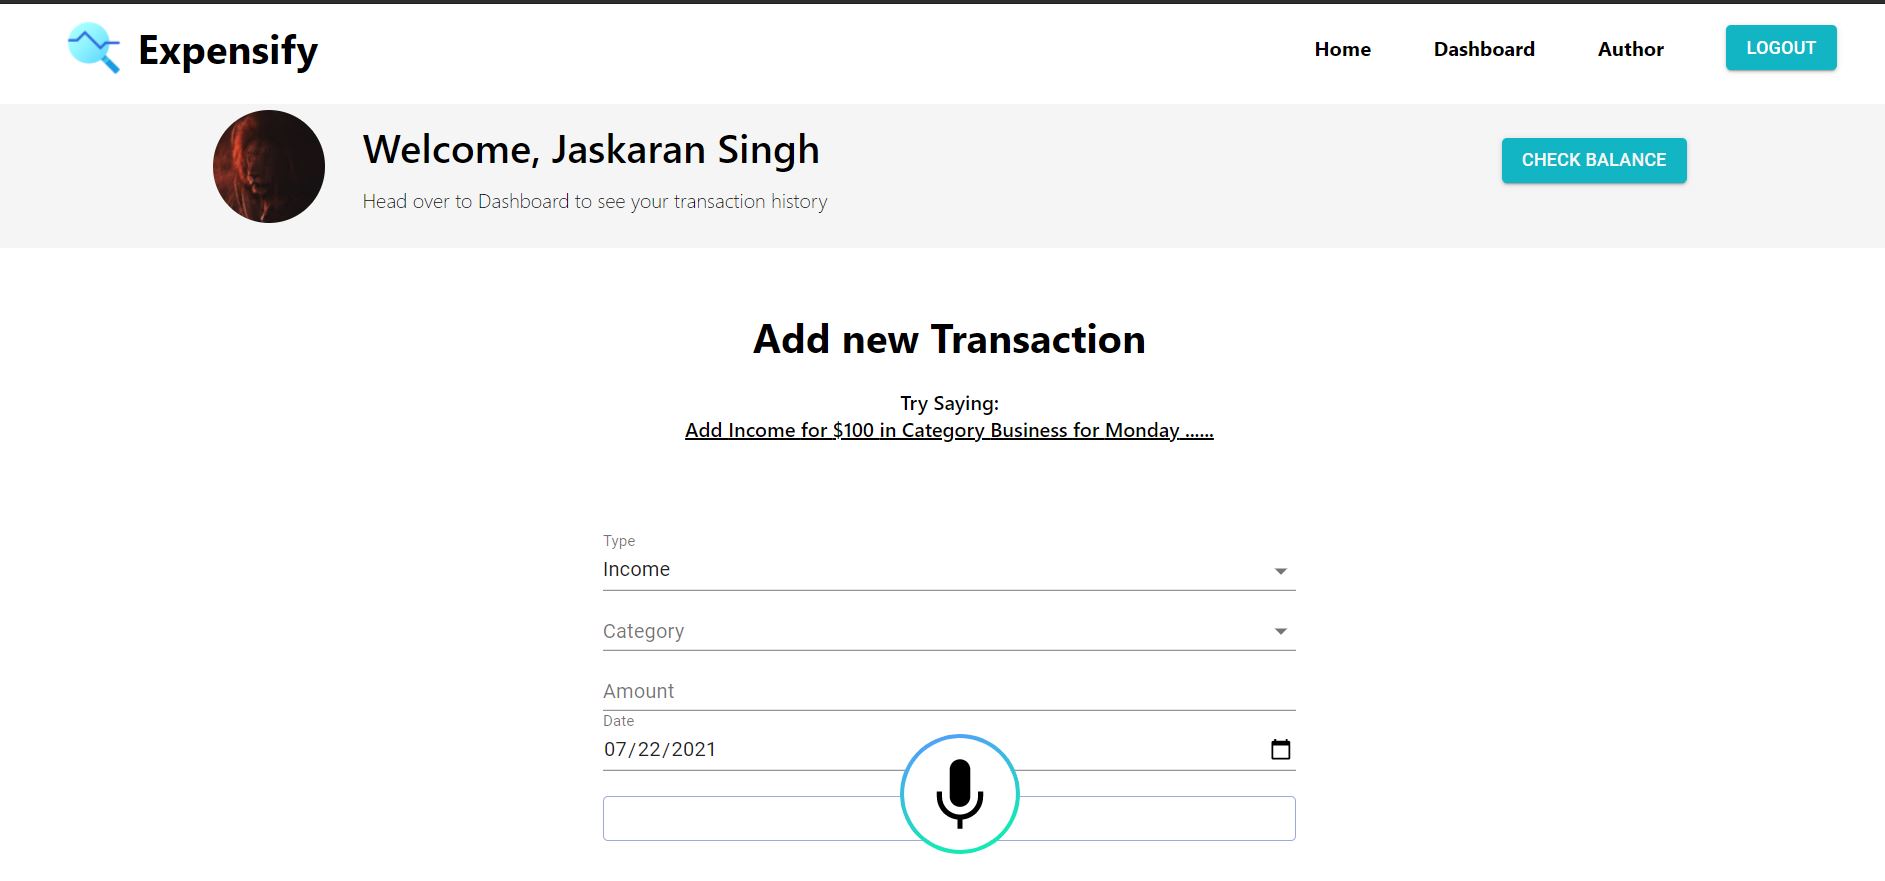 Expensify
Home
Dashboard
Author
LOGOUT
Welcome, Jaskaran Singh
CHECK BALANCE
Head over to Dashboard to see your transaction history
Add new Transaction
Try Saying:
Add Income for $100 in Category Business for Monday ......
Type
Income
Category
Amount
Date
07/22/2021